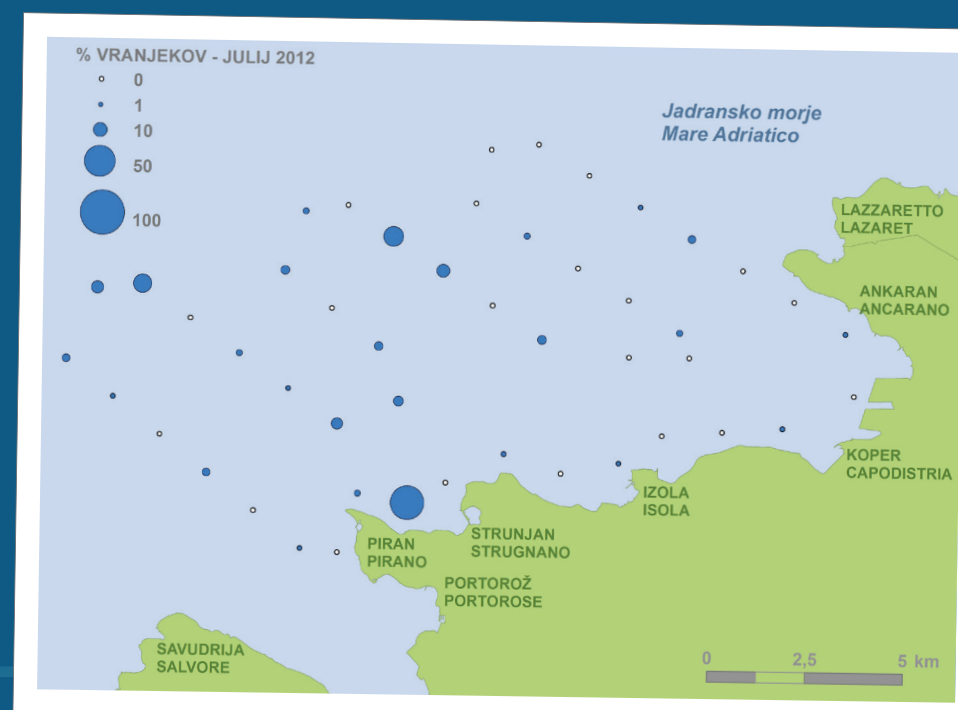 % VRANJEKOV - JULIJ 2012
0
1
10
50
100
Jadransko morje
Mare Adriatico
LAZZARETTO
LAZARET
ANKARAN
ANCARANO
KOPER
CAPODISTRIA
IZOLA
ISOLA
STRUNJAN
STRUGNANO
PIRAN
PIRANO
PORTOROŽ
PORTOROSE
SAVUDRIJA
SALVORE
0 2,5 5 km